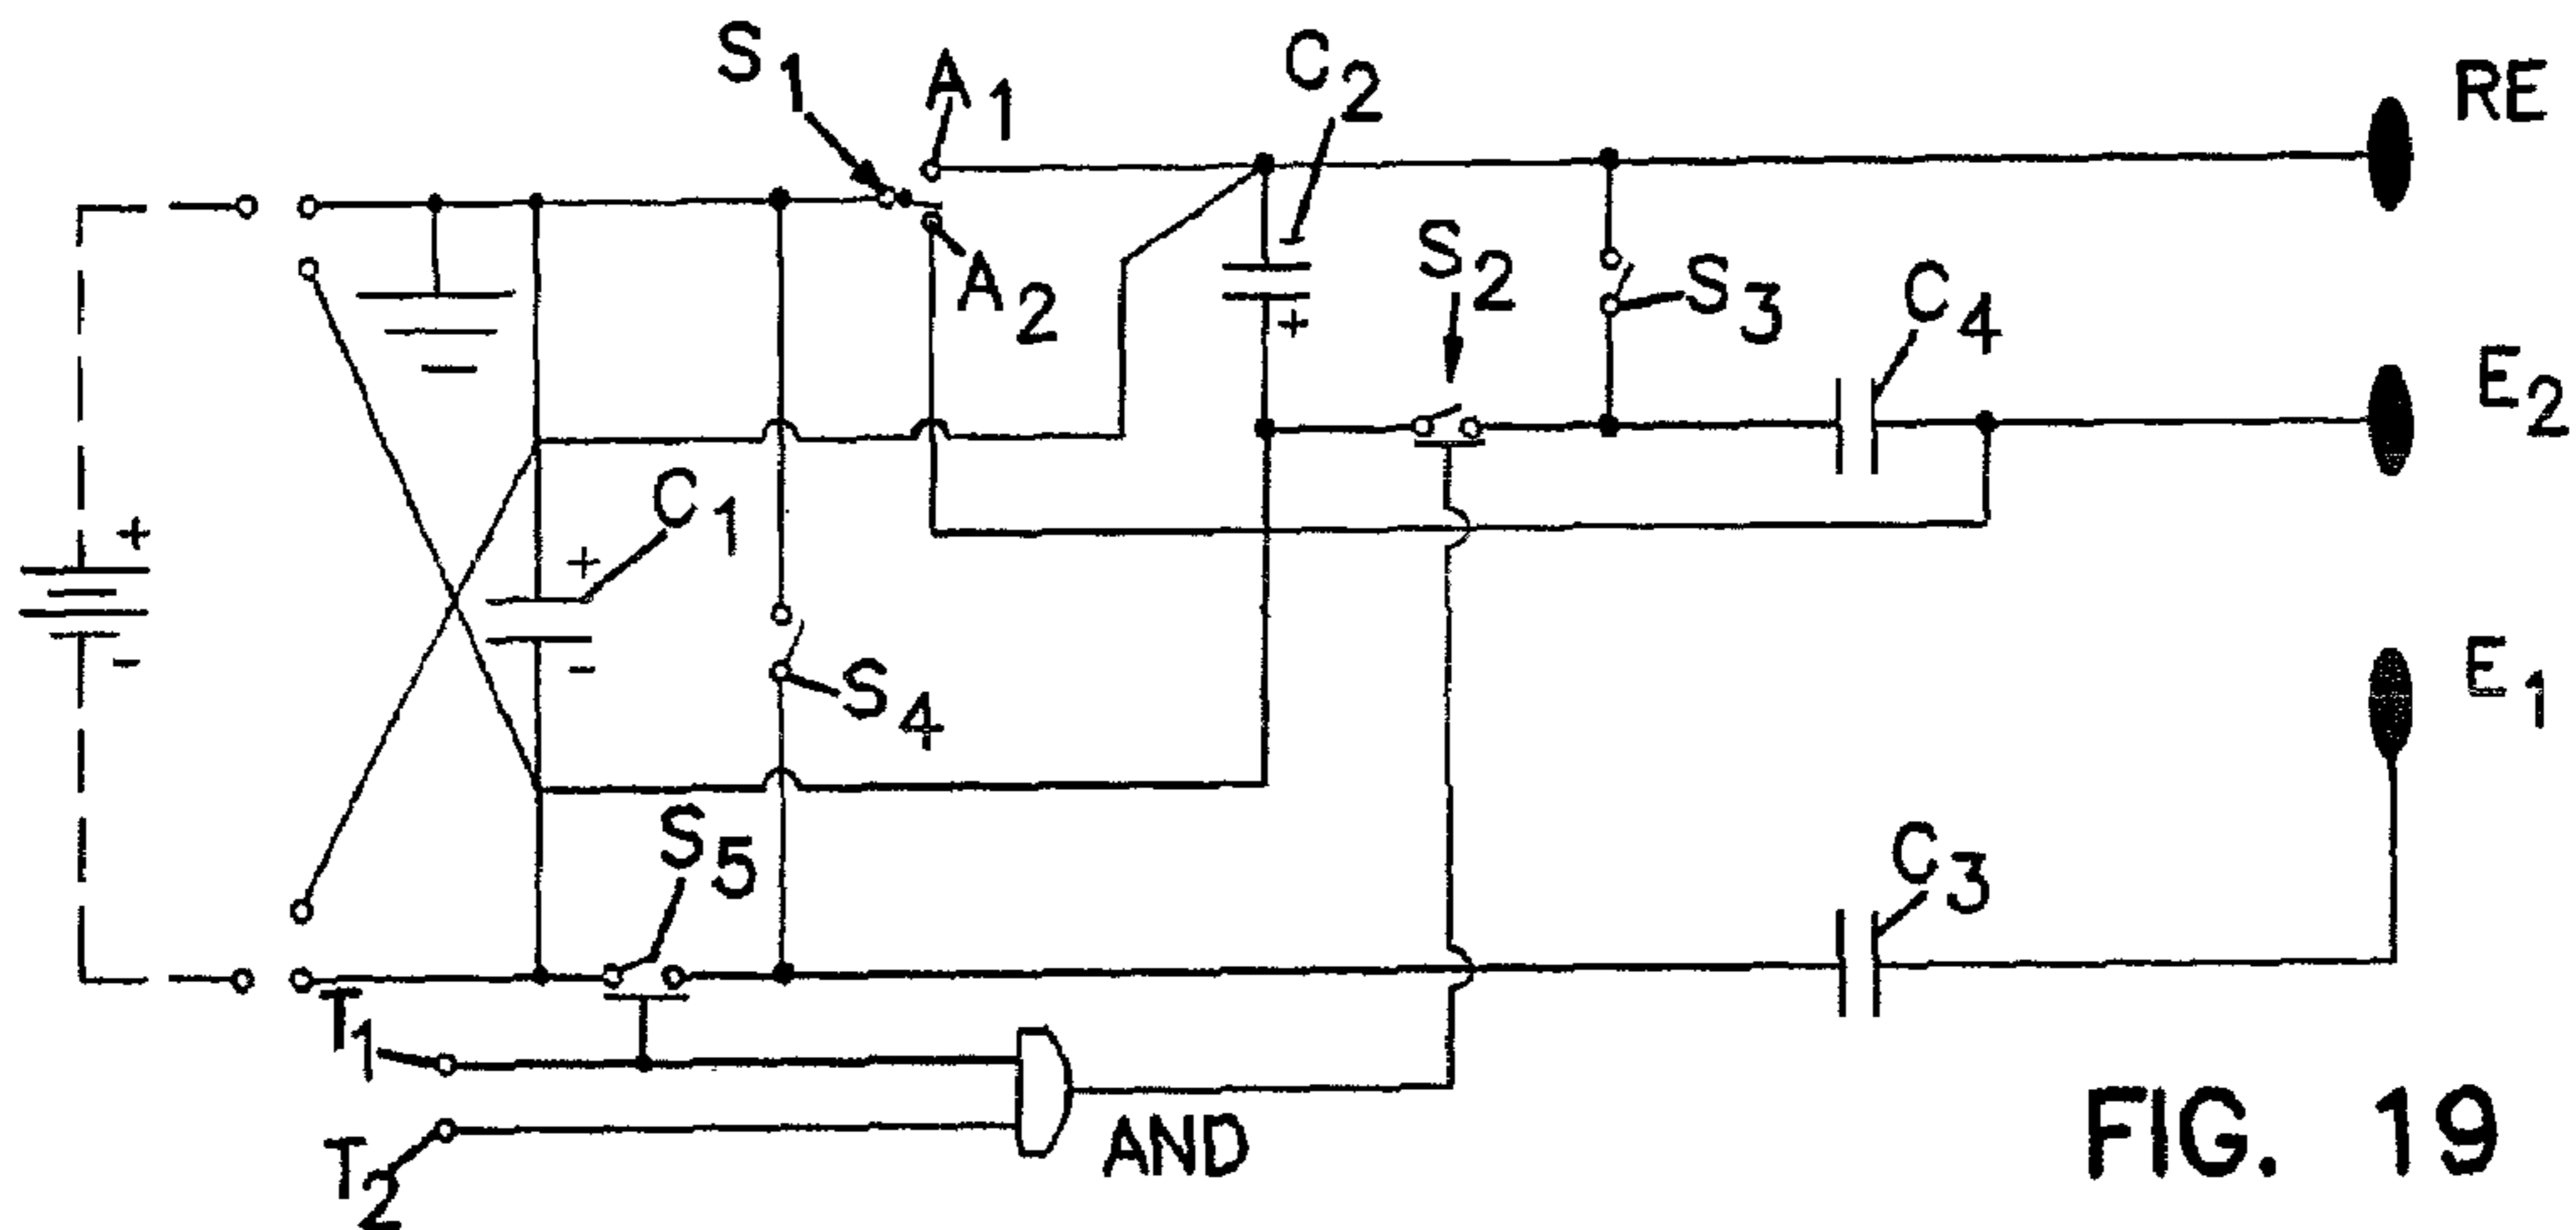 S1
A1
C2
RE
A2
S2
S3
C4
E2
+
-
+
C1
+
-
-
S4
E1
S5
C3
T1
T2
AND
FIG. 19